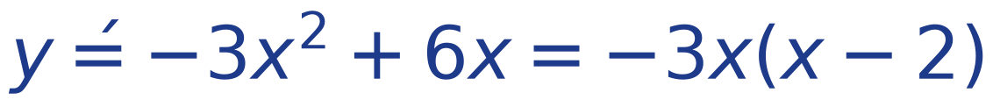 y =́ −3x² + 6x = −3x(x − 2)